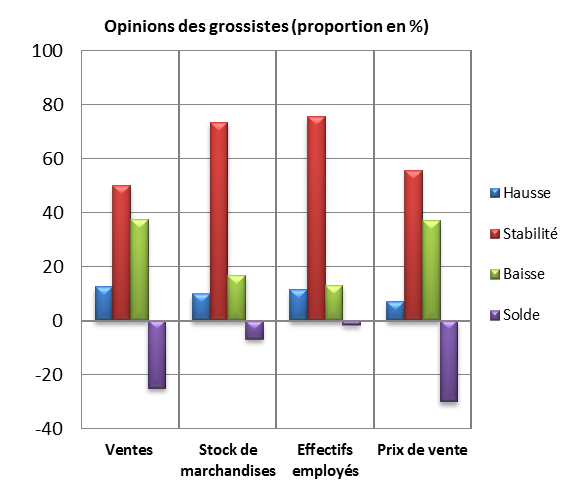 Opinions des grossistes (proportion en %)
100
80
60
40
20
0
-20
-40
Ventes
Stock de
marchandises
Effectifs
employés
Prix de vente
Hausse
Stabilité
Baisse
Solde